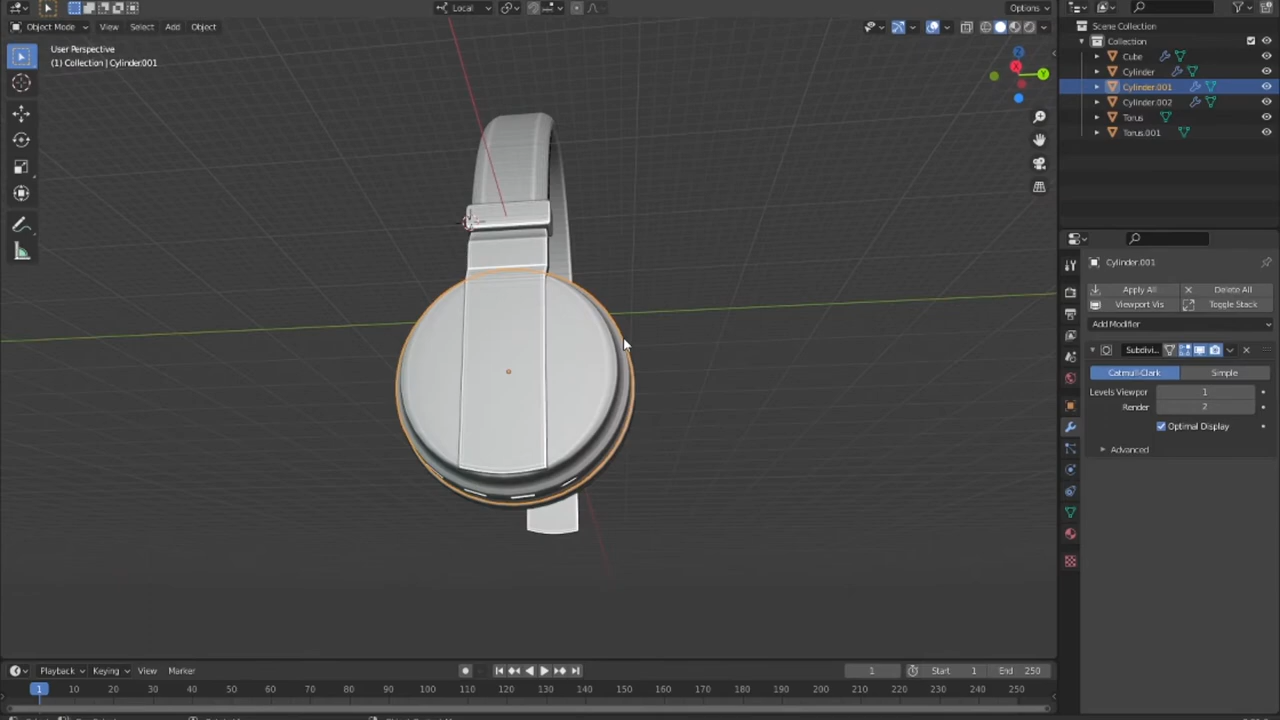 Local
Options
Object Mode View Select Add Object
User Perspective
(1) Collection | Cylinder.001
Scene Collection
Collection
Cube
Cylinder
Cylinder.001
Cylinder.002
Torus
Torus.001
Cylinder.001
Apply All Delete All
Viewport Vis Toggle Stack
Add Modifier
Subdivi...
Catmull-Clark Simple
Levels Viewpor 1
Render 2
Optimal Display
Advanced
Playback Keying View Marker 1 Start 1 End 250
1 10 20 30 40 50 60 70 80 90 100 110 120 130 140 150 160 170 180 190 200 210 220 230 240 250